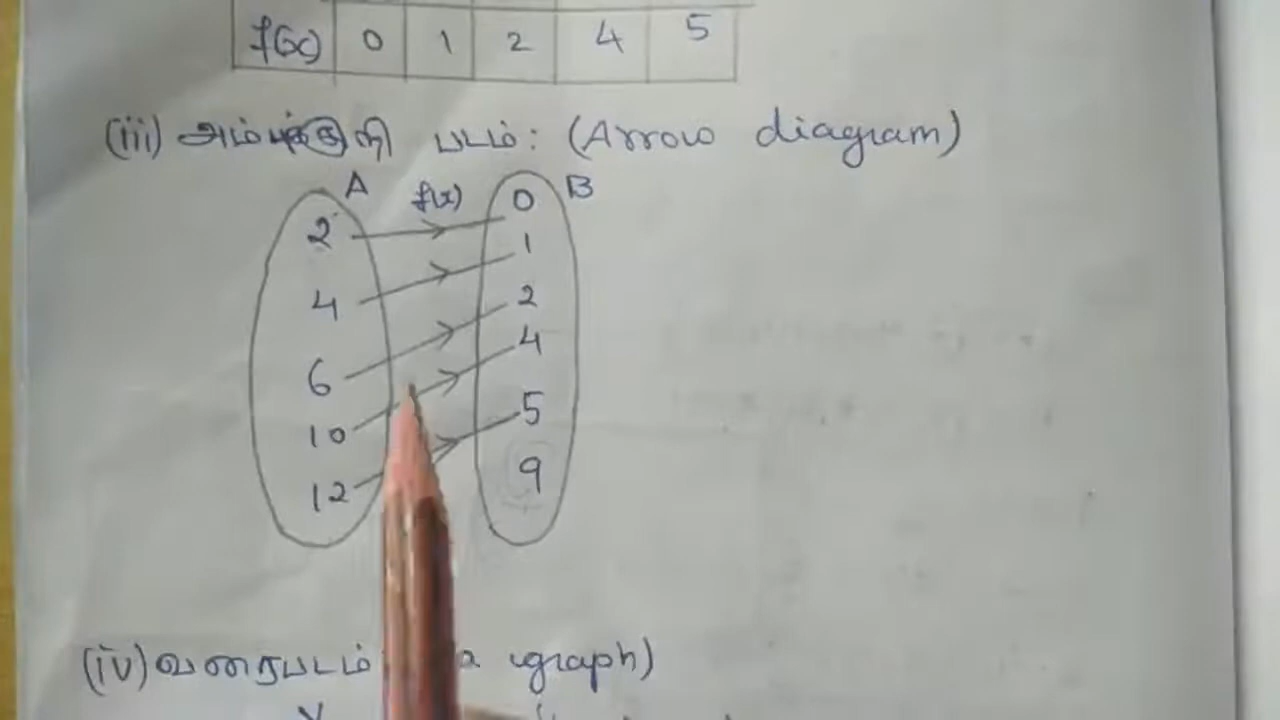 f(x) 0 1 2 4 5
(iii) அம்புக்குறி படம்: (Arrow diagram)
A f(x) B
2 0
4 1
6 2
10 4
12 5
9
(iv) வரைபடம் a graph)